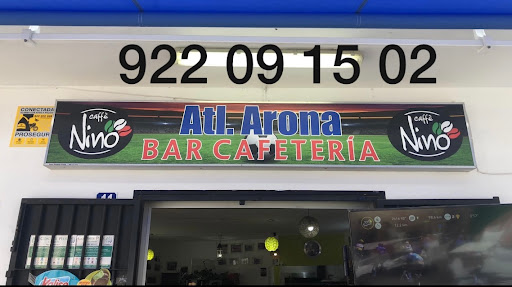 922 09 15 02
CONECTADA
PROSEGUR
caffè
Nino
Atl. Arona
BAR CAFETERÍA
caffè
Nino
44